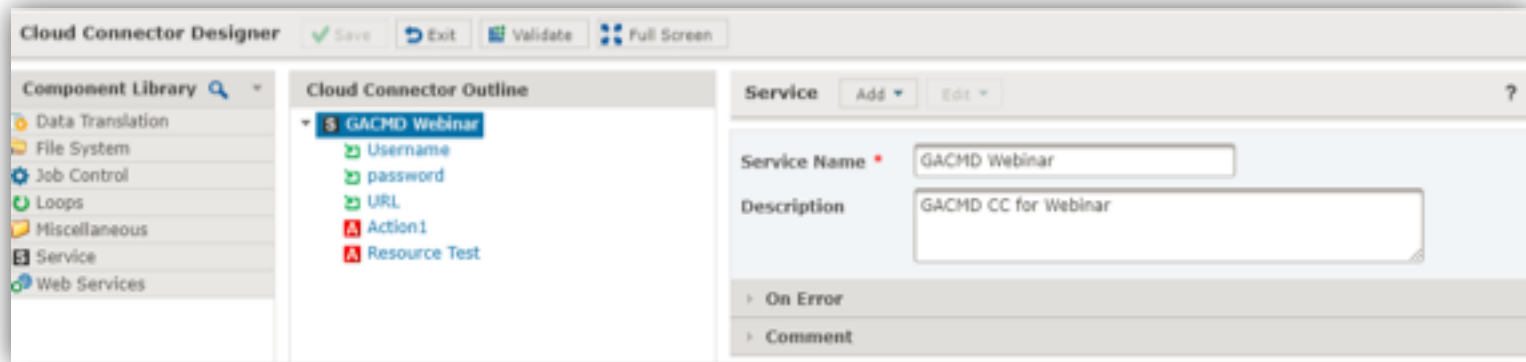 Cloud Connector Designer Save Exit Validate Full Screen
Component Library
Data Translation
File System
Job Control
Loops
Miscellaneous
Service
Web Services
Cloud Connector Outline
S GACMD Webinar
Username
password
URL
A Action1
A Resource Test
Service Add Edit ?
Service Name * GACMD Webinar
Description GACMD CC for Webinar
On Error
Comment